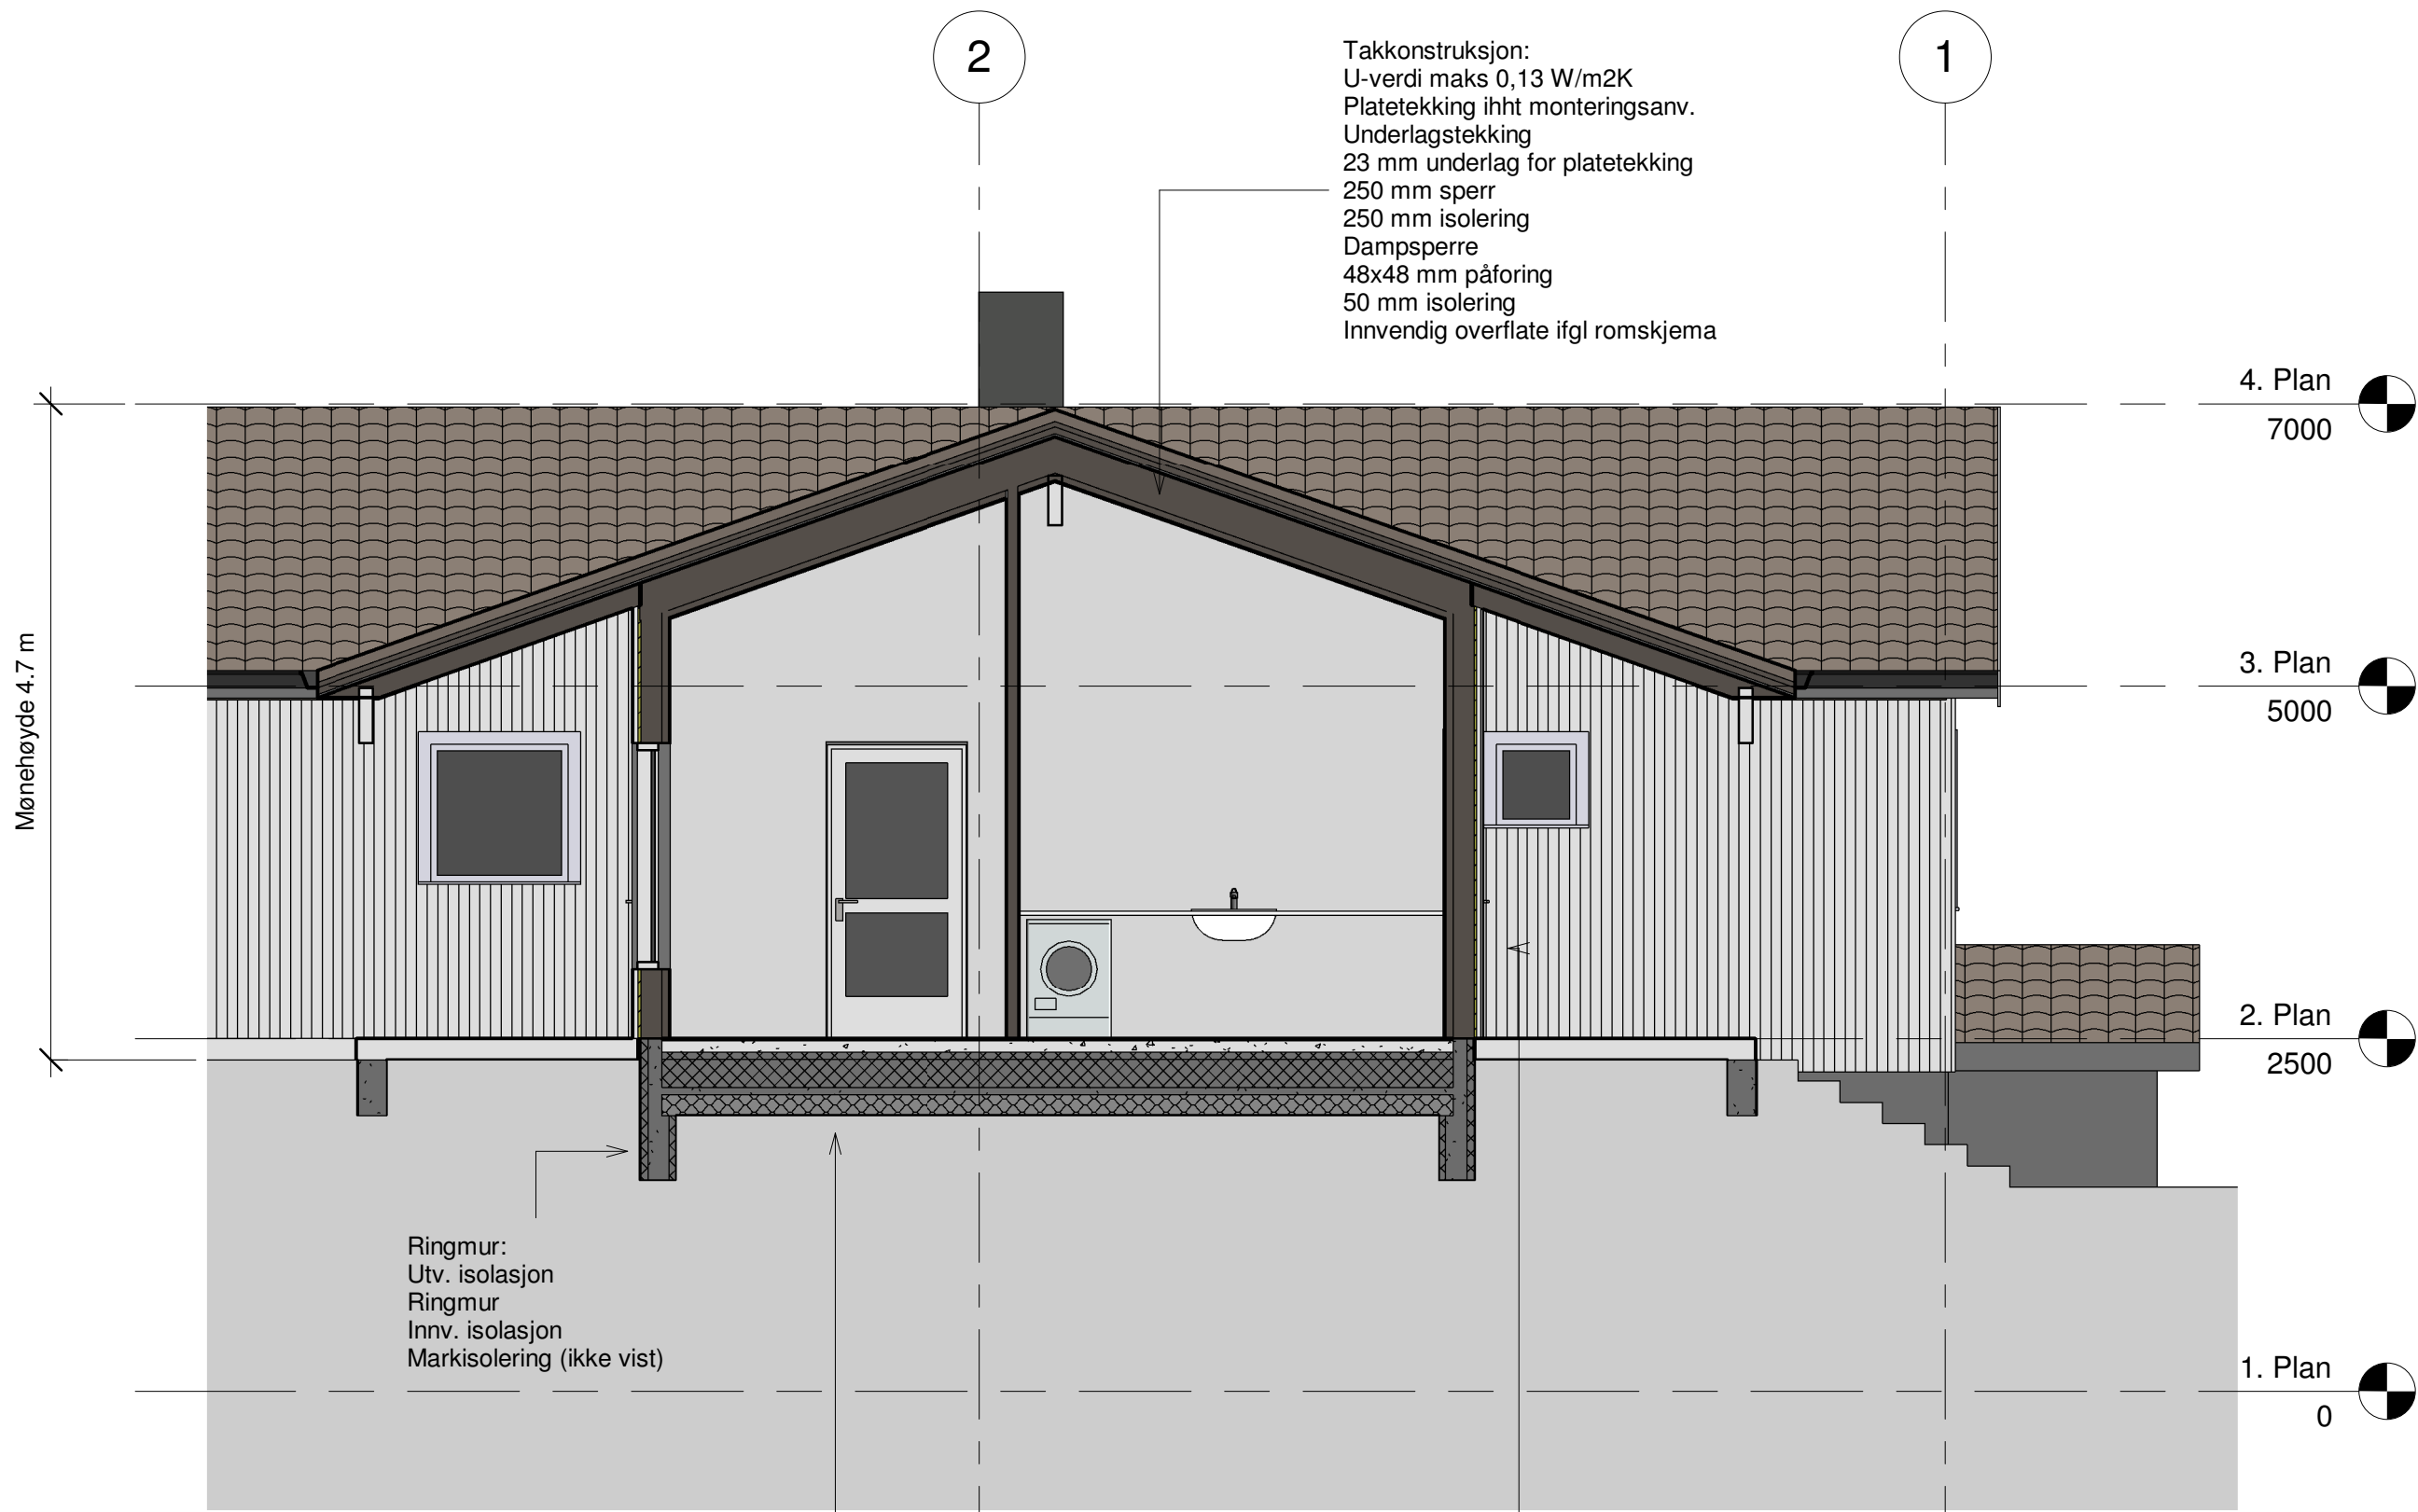 2
1
Takkonstruksjon:
U-verdi maks 0,13 W/m2K
Platetekking ihht monteringsanv.
Underlagstekking
23 mm underlag for platetekking
250 mm sperr
250 mm isolering
Dampsperre
48x48 mm påforing
50 mm isolering
Innvendig overflate ifgl romskjema
4. Plan
7000
Mønehøyde 4.7 m
3. Plan
5000
2. Plan
2500
Ringmur:
Utv. isolasjon
Ringmur
Innv. isolasjon
Markisolering (ikke vist)
1. Plan
0